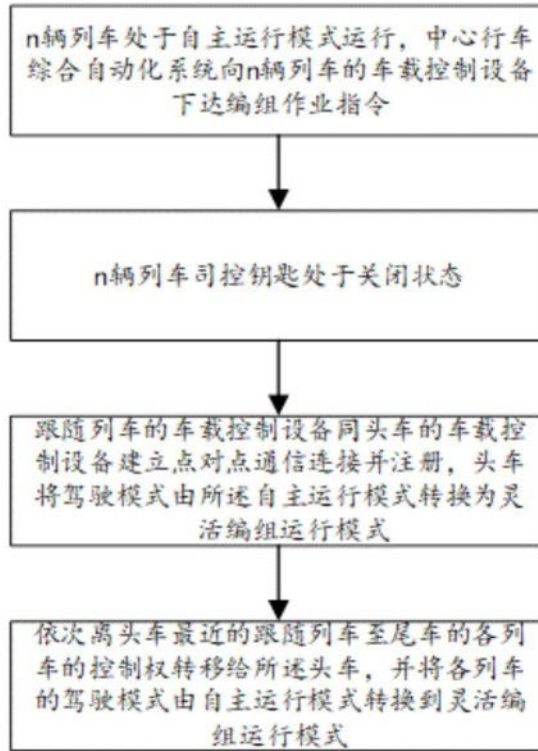 n辆列车处于自主运行模式运行，中心行车
综合自动化系统向n辆列车的车载控制设备
下达编组作业指令
n辆列车司控钥匙处于关闭状态
跟随列车的车载控制设备同头车的车载控
制设备建立点对点通信连接并注册，头车
将驾驶模式由所述自主运行模式转换为灵
活编组运行模式
依次离头车最近的跟随列车至尾车的各列
车的控制权转移给所述头车，并将各列车
的驾驶模式由自主运行模式转换到灵活编
组运行模式